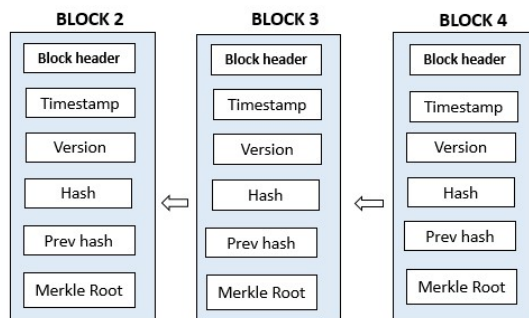 BLOCK 2
Block header
Timestamp
Version
Hash
Prev hash
Merkle Root
BLOCK 3
Block header
Timestamp
Version
Hash
Prev hash
Merkle Root
BLOCK 4
Block header
Timestamp
Version
Hash
Prev hash
Merkle Root